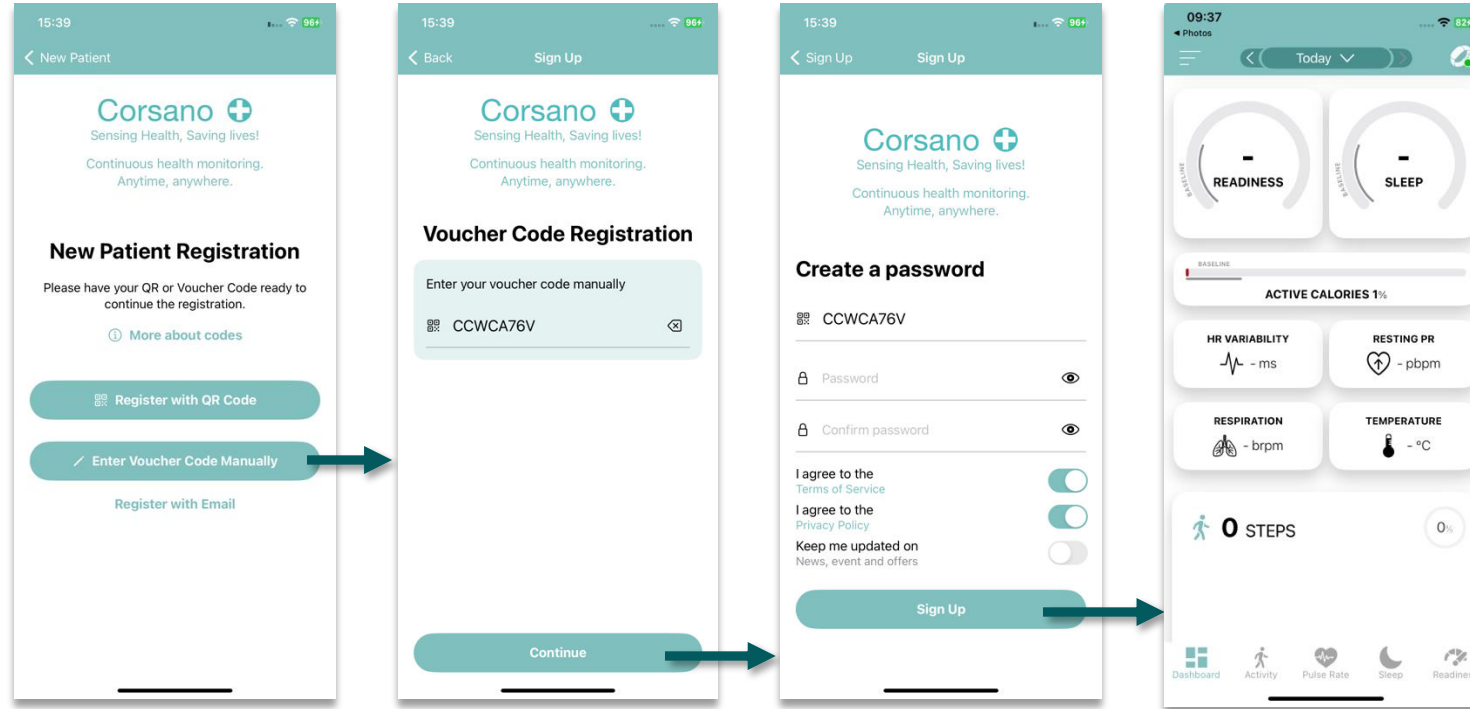 15:39
96
New Patient
Corsano
Sensing Health, Saving lives!
Continuous health monitoring.
Anytime, anywhere.
New Patient Registration
Please have your QR or Voucher Code ready to
continue the registration.
More about codes
Register with QR Code
Enter Voucher Code Manually
Register with Email
15:39
96
Back
Sign Up
Corsano
Sensing Health, Saving lives!
Continuous health monitoring.
Anytime, anywhere.
Voucher Code Registration
Enter your voucher code manually
CCWCA76V
Continue
15:39
96
Sign Up
Sign Up
Corsano
Sensing Health, Saving lives!
Continuous health monitoring.
Anytime, anywhere.
Create a password
CCWCA76V
Password
Confirm password
I agree to the
Terms of Service
I agree to the
Privacy Policy
Keep me updated on
News, event and offers
Sign Up
09:37
82
Photos
Today
BASELINE
-
READINESS
BASELINE
-
SLEEP
BASELINE
ACTIVE CALORIES 1%
HR VARIABILITY
- ms
RESTING PR
- pbpm
RESPIRATION
- brpm
TEMPERATURE
- °C
0 STEPS
0%
Dashboard
Activity
Pulse Rate
Sleep
Readines